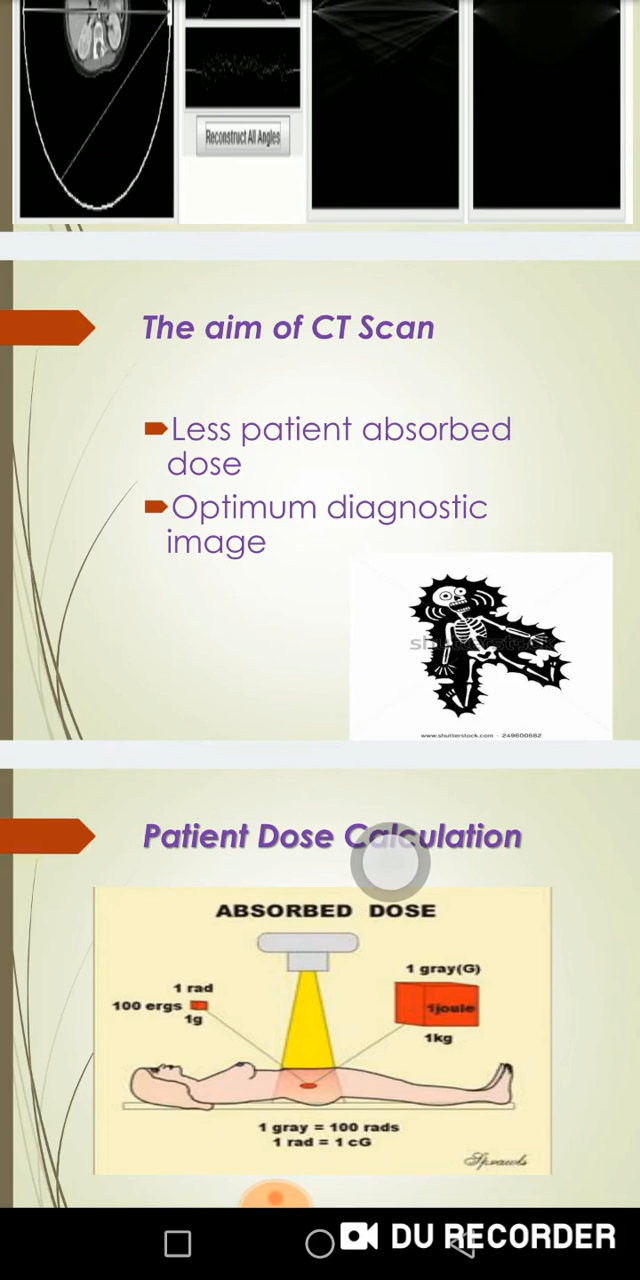 Reconstruct All Angles
The aim of CT Scan
Less patient absorbed
dose
Optimum diagnostic
image
shutterstock
www.shutterstock.com · 249600682
Patient Dose Calculation
ABSORBED DOSE
1 gray(G)
1 rad
100 ergs
1g
1joule
1kg
1 gray = 100 rads
1 rad = 1 cG
Sprawls
DU RECORDER